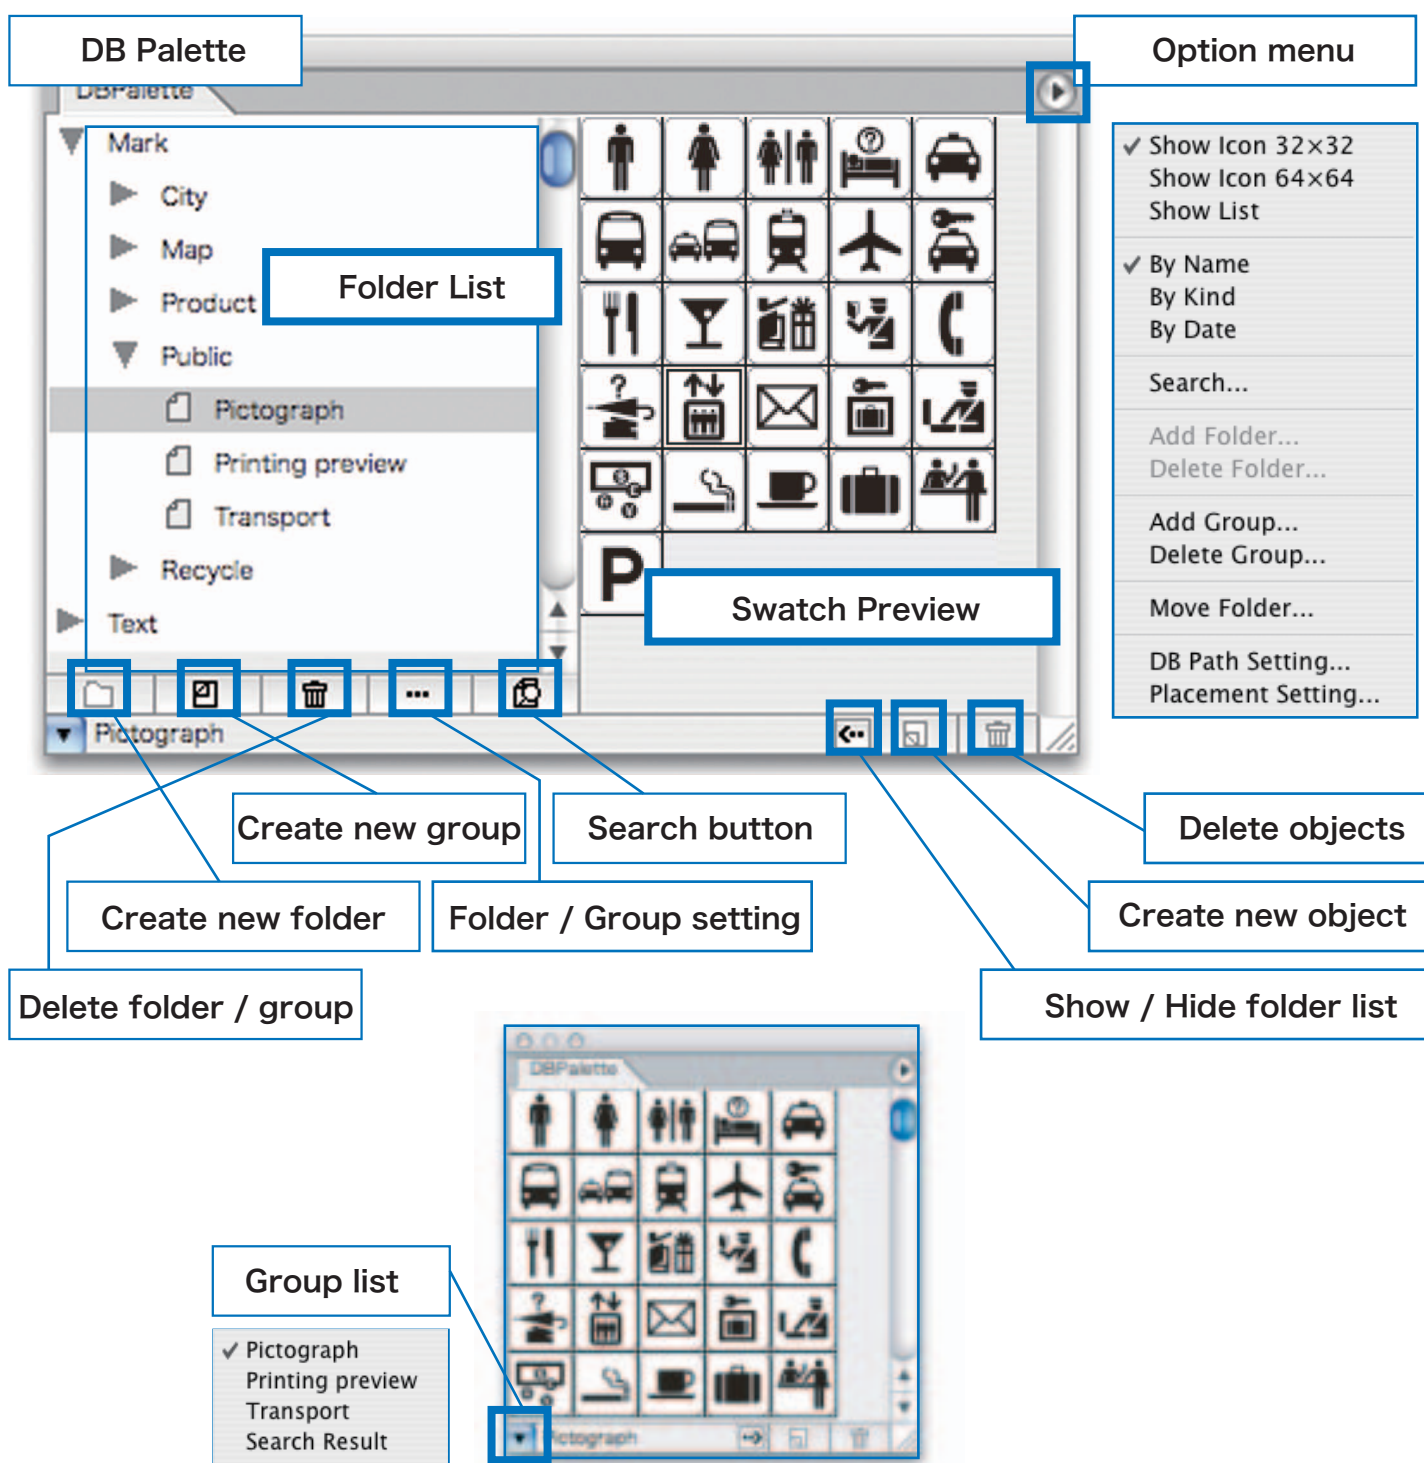 DB Palette
Option menu
DBPalette
Mark
City
Map
Product
Public
Pictograph
Printing preview
Transport
Recycle
Text
Pictograph
Folder List
Swatch Preview
P
✓ Show Icon 32×32
Show Icon 64×64
Show List
✓ By Name
By Kind
By Date
Search...
Add Folder...
Delete Folder...
Add Group...
Delete Group...
Move Folder...
DB Path Setting...
Placement Setting...
Create new group
Search button
Delete objects
Create new folder
Folder / Group setting
Create new object
Delete folder / group
Show / Hide folder list
DBPalette
Group list
✓ Pictograph
Printing preview
Transport
Search Result
Pictograph